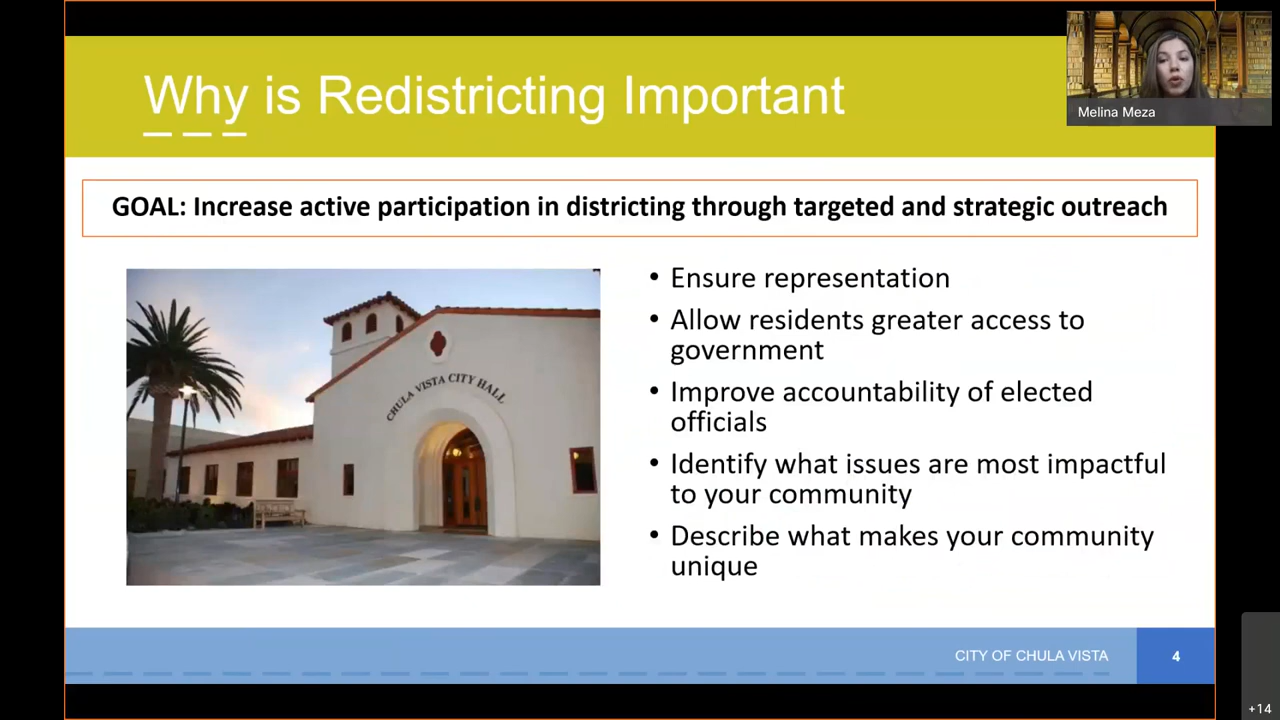 Why is Redistricting Important
Melina Meza
GOAL: Increase active participation in districting through targeted and strategic outreach
CHULA VISTA CITY HALL
• Ensure representation
• Allow residents greater access to
government
• Improve accountability of elected
officials
• Identify what issues are most impactful
to your community
• Describe what makes your community
unique
CITY OF CHULA VISTA
4
+14